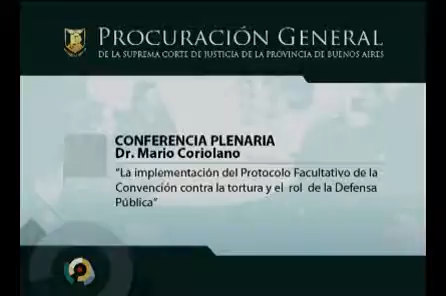 PROCURACIÓN GENERAL
DE LA SUPREMA CORTE DE JUSTICIA DE LA PROVINCIA DE BUENOS AIRES
CONFERENCIA PLENARIA
Dr. Mario Coriolano
"La implementación del Protocolo Facultativo de la
Convención contra la tortura y el rol de la Defensa
Pública"